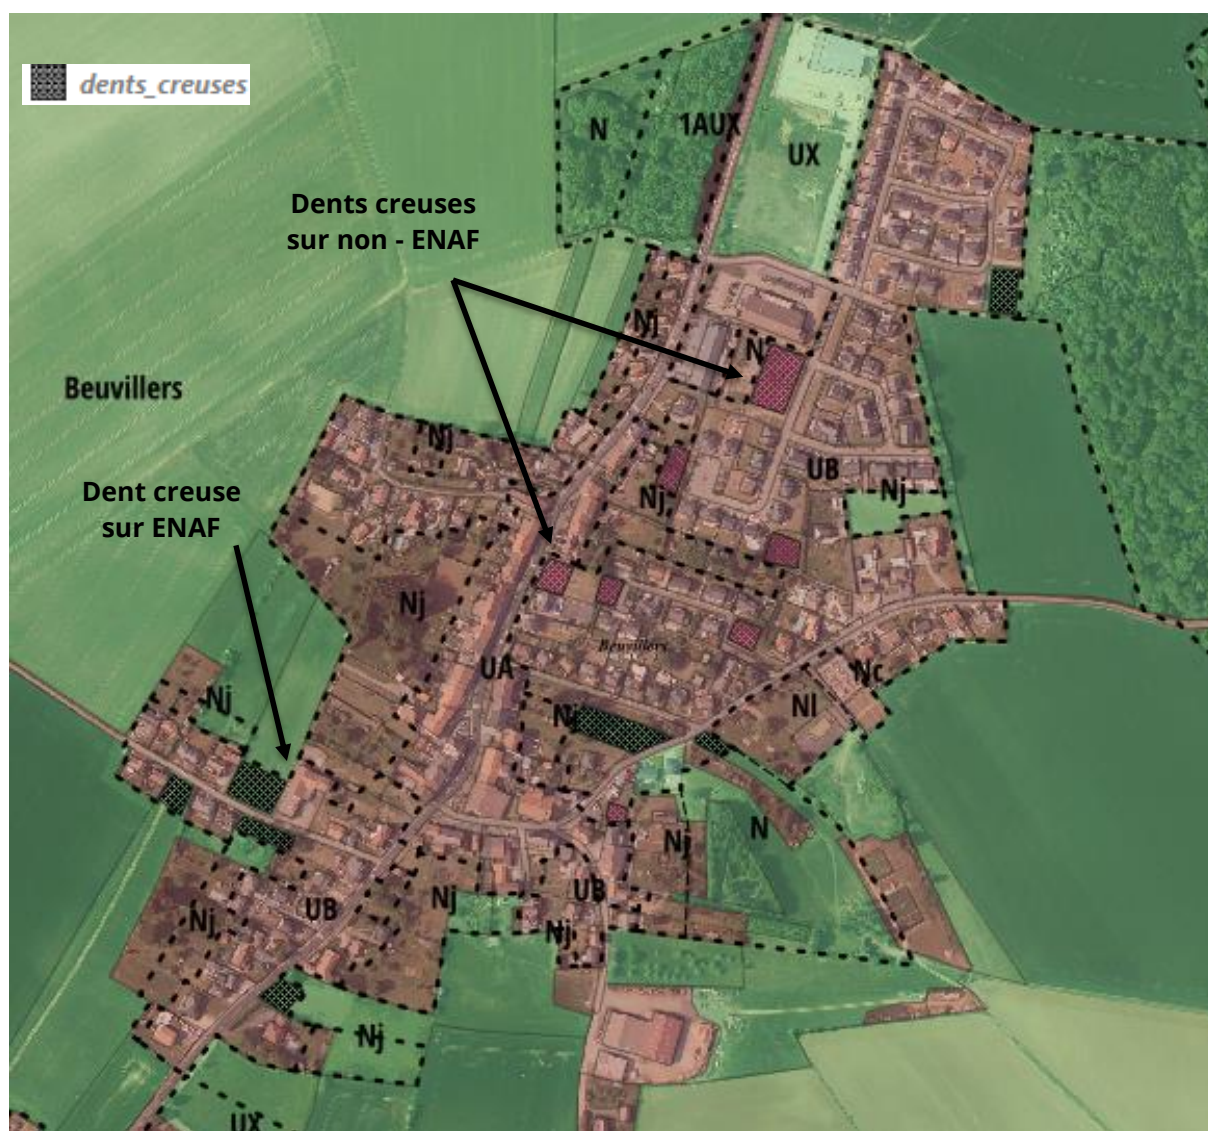 dents_creuses
N
1AUX
UX
Dents creuses
sur non - ENAF
Nj
Beuvillers
Nj
UB
Nj
Nj
Dent creuse
sur ENAF
Nj
Beuvillers
UA
Nc
Nj
Nl
Nj
N
Nj
UB
Nj
UB
Nj
Nj
Nj
UX